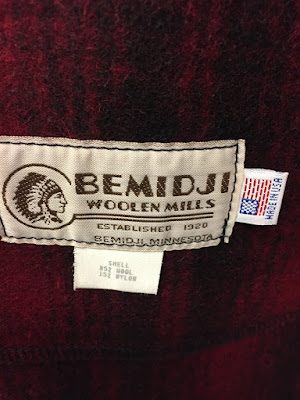 BEMIDJI
WOOLEN MILLS
ESTABLISHED 1920
BEMIDJI, MINNESOTA
MADE IN USA
SHELL
85% WOOL
15% NYLON